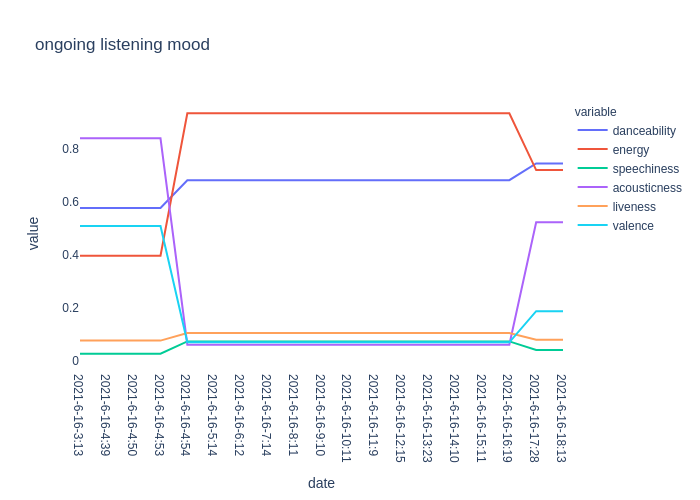 ongoing listening mood
variable
danceability
energy
speechiness
acousticness
liveness
valence
value
0.8
0.6
0.4
0.2
0
2021-6-16-3:13
2021-6-16-4:39
2021-6-16-4:50
2021-6-16-4:53
2021-6-16-4:54
2021-6-16-5:14
2021-6-16-6:12
2021-6-16-7:14
2021-6-16-8:11
2021-6-16-9:10
2021-6-16-10:11
2021-6-16-11:9
2021-6-16-12:15
2021-6-16-13:23
2021-6-16-14:10
2021-6-16-15:11
2021-6-16-16:19
2021-6-16-17:28
2021-6-16-18:13
date